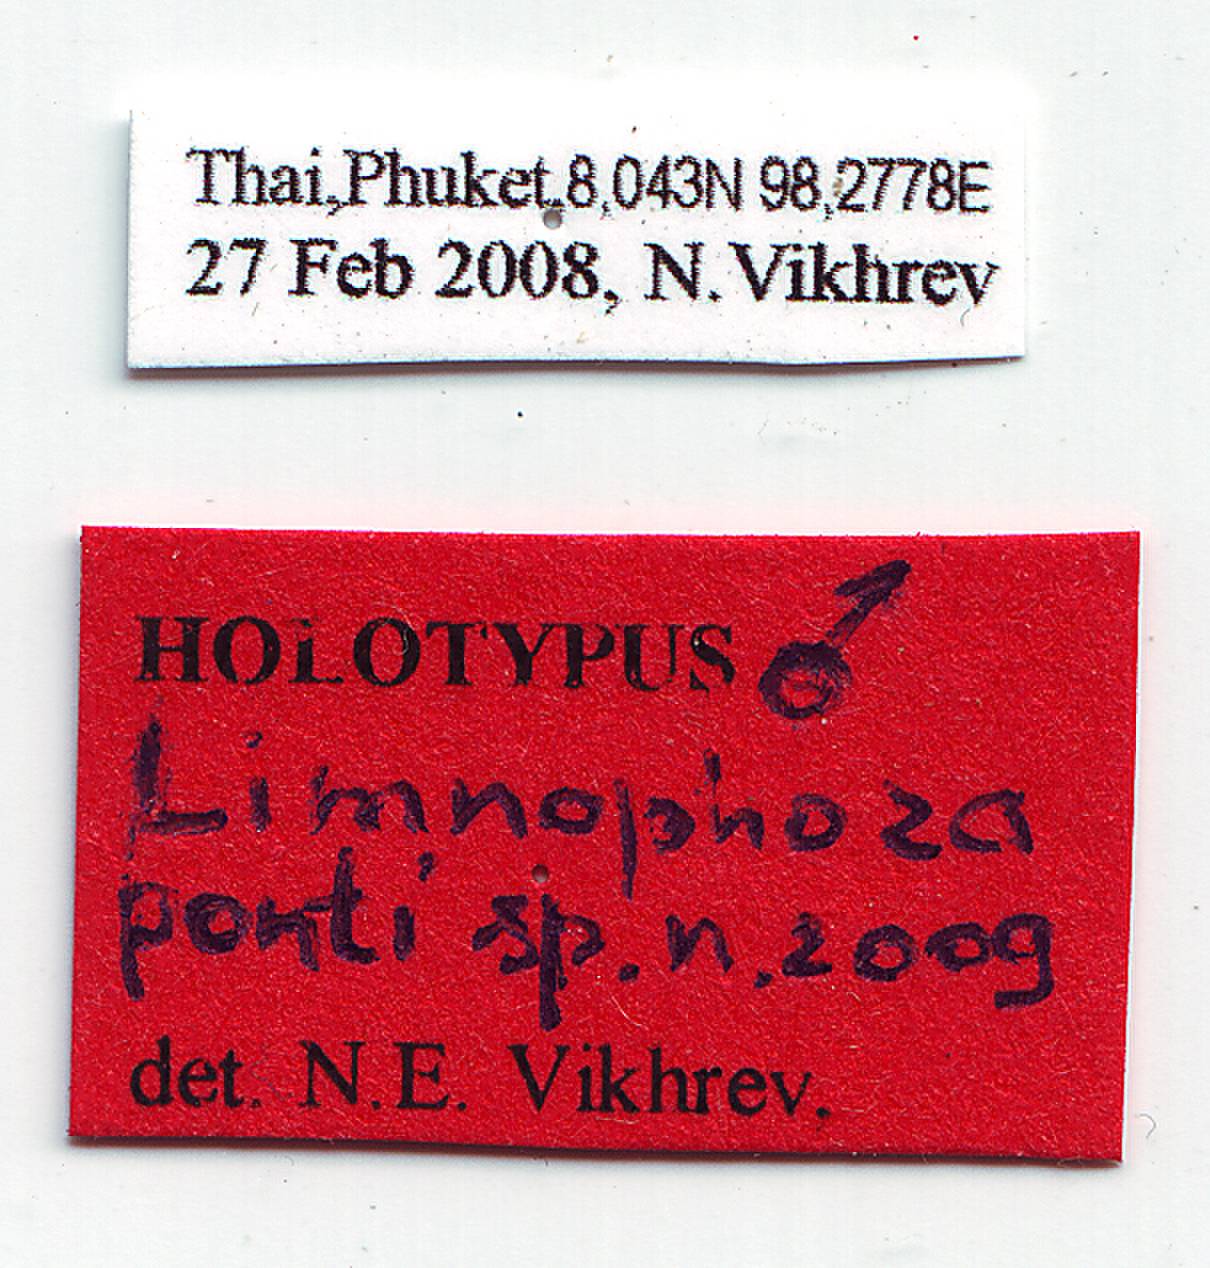 Thai,Phuket,8,043N 98,2778E
27 Feb 2008, N. Vikhrev
HOLOTYPUS ♂
Limnophora
ponti sp. n. 2009
det. N.E. Vikhrev.